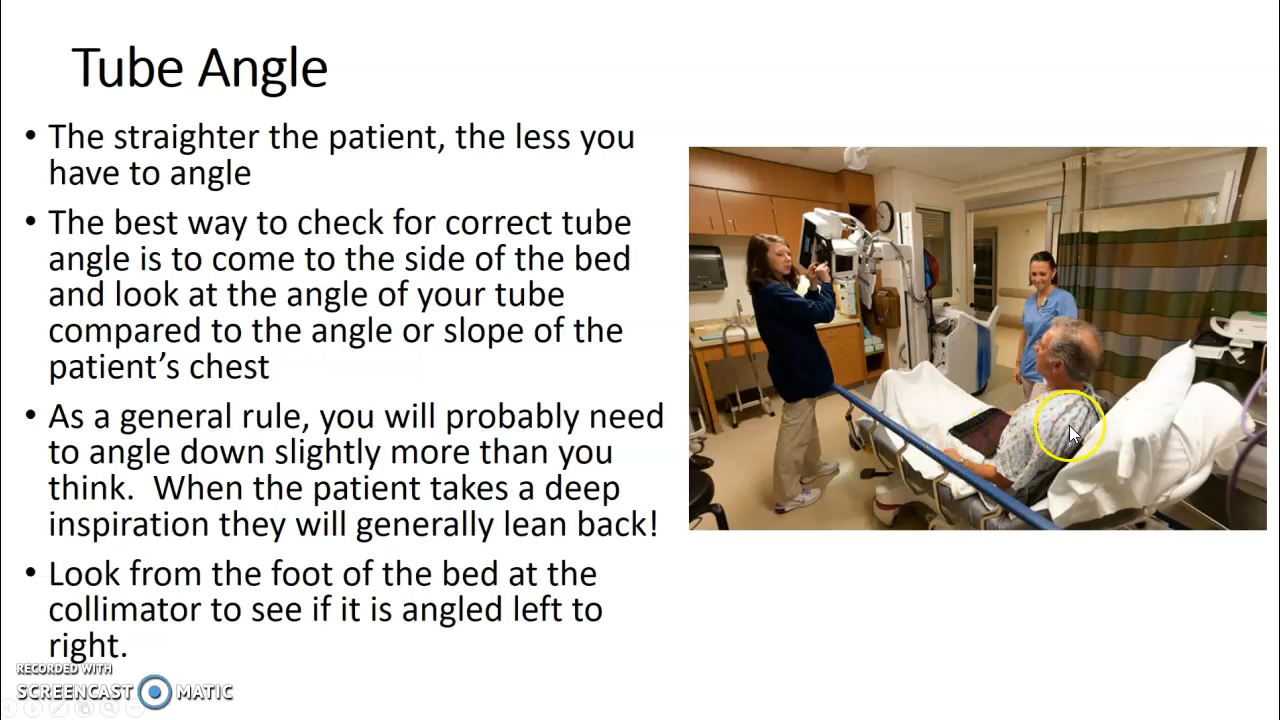 Tube Angle
• The straighter the patient, the less you
have to angle
• The best way to check for correct tube
angle is to come to the side of the bed
and look at the angle of your tube
compared to the angle or slope of the
patient’s chest
• As a general rule, you will probably need
to angle down slightly more than you
think.  When the patient takes a deep
inspiration they will generally lean back!
• Look from the foot of the bed at the
collimator to see if it is angled left to
right.
RECORDED WITH
SCREENCAST MATIC